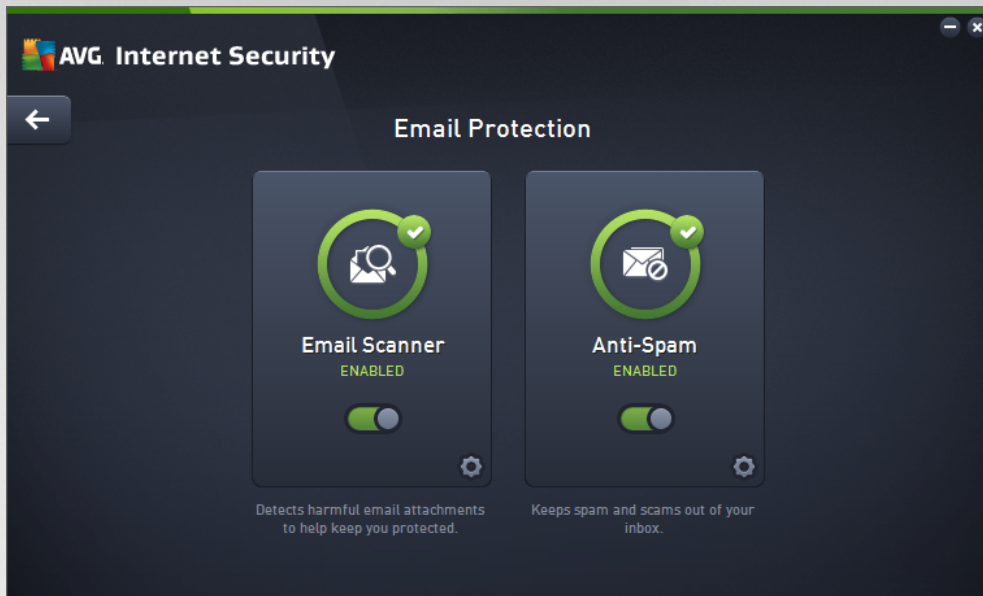 AVG. Internet Security
Email Protection
Email Scanner
ENABLED
Detects harmful email attachments
to help keep you protected.
Anti-Spam
ENABLED
Keeps spam and scams out of your
inbox.